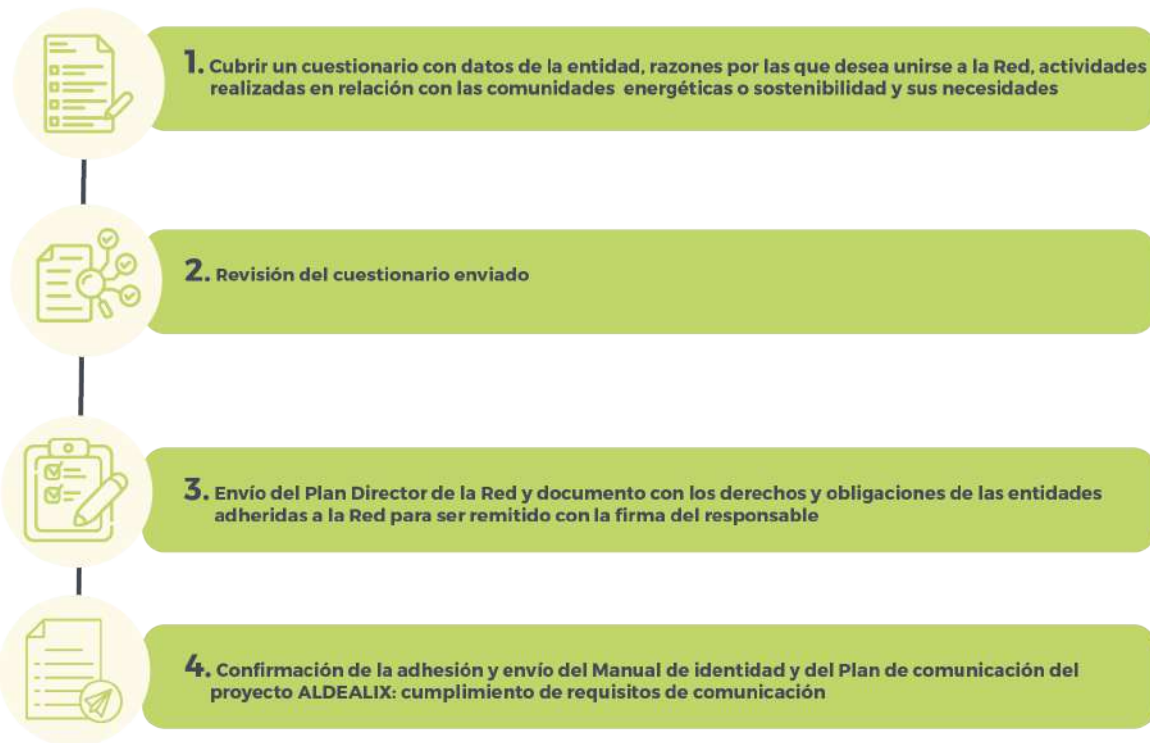 1. Cubrir un cuestionario con datos de la entidad, razones por las que desea unirse a la Red, actividades
realizadas en relación con las comunidades energéticas o sostenibilidad y sus necesidades
2. Revisión del cuestionario enviado
3. Envío del Plan Director de la Red y documento con los derechos y obligaciones de las entidades
adheridas a la Red para ser remitido con la firma del responsable
4. Confirmación de la adhesión y envío del Manual de identidad y del Plan de comunicación del
proyecto ALDEALIX: cumplimiento de requisitos de comunicación